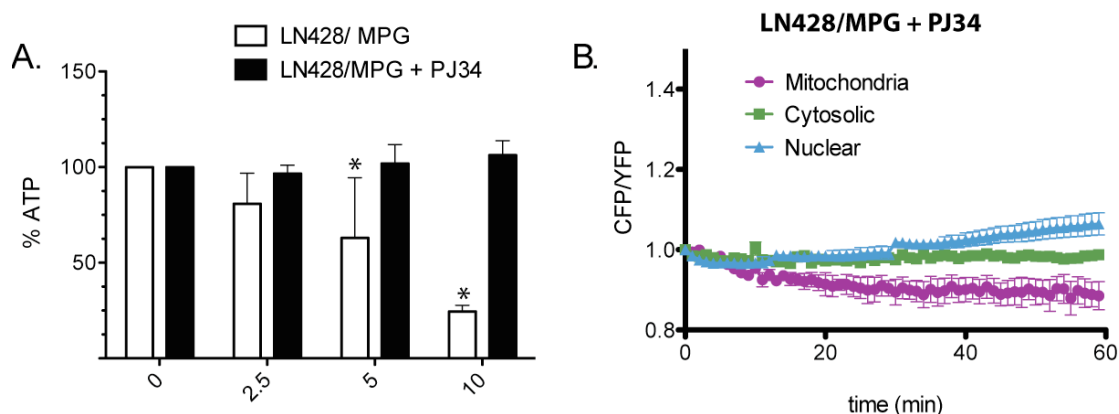 A.
LN428/ MPG
LN428/MPG + PJ34
% ATP
150
100
50
*
*
0
2.5
5
10
B.
LN428/MPG + PJ34
Mitochondria
Cytosolic
Nuclear
CFP/YFP
1.4
1.2
1.0
0.8
0
20
40
60
time (min)